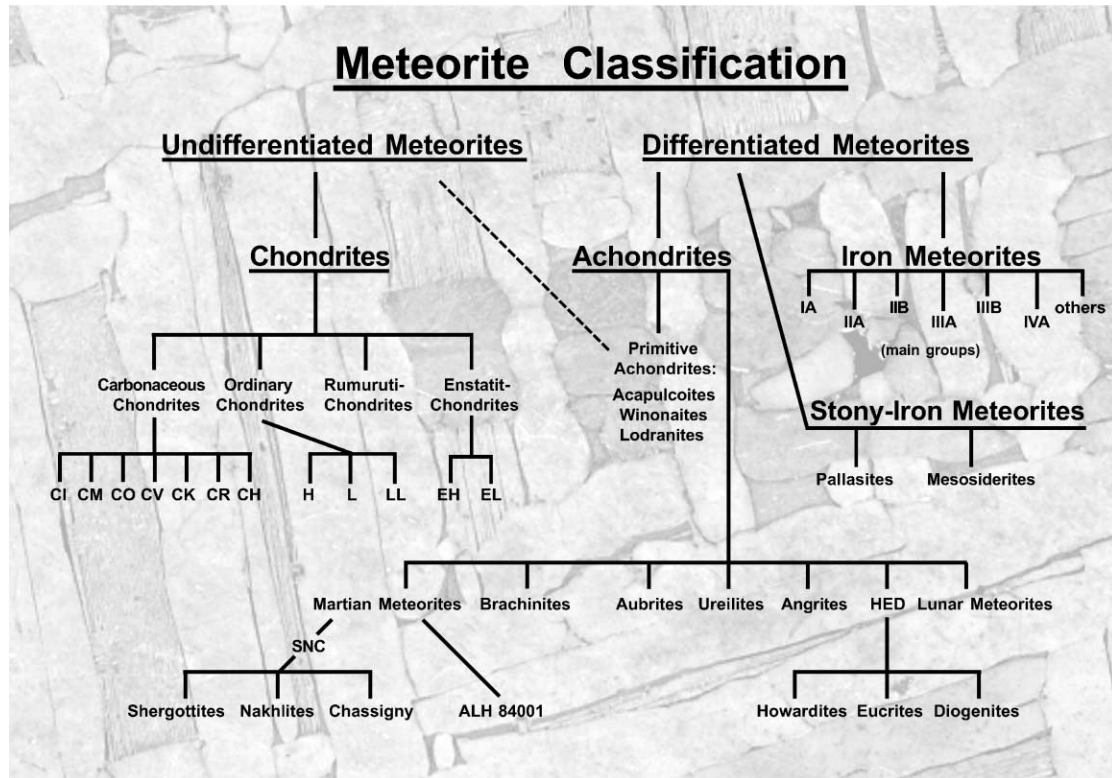 Meteorite Classification
Undifferentiated Meteorites
Differentiated Meteorites
Chondrites
Achondrites
Iron Meteorites
IA
IIA
IIB
IIIA
IIIB
IVA
others
(main groups)
Carbonaceous
Chondrites
Ordinary
Chondrites
Rumuruti-
Chondrites
Enstatit-
Chondrites
Primitive
Achondrites:
Acapulcoites
Winonaites
Lodranites
Stony-Iron Meteorites
Pallasites
Mesosiderites
CI
CM
CO
CV
CK
CR
CH
H
L
LL
EH
EL
Martian Meteorites
Brachinites
Aubrites
Ureilites
Angrites
HED
Lunar Meteorites
SNC
Shergottites
Nakhlites
Chassigny
ALH 84001
Howardites
Eucrites
Diogenites